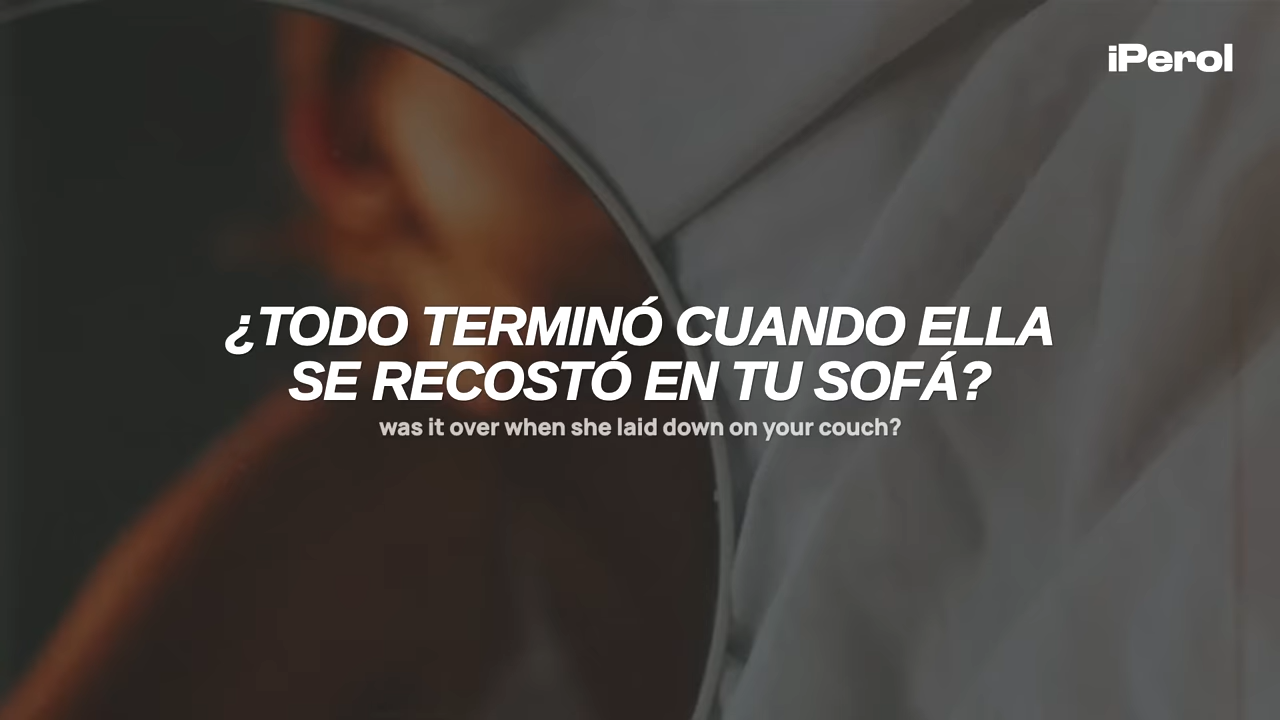 iPerol
¿TODO TERMINÓ CUANDO ELLA
SE RECOSTÓ EN TU SOFÁ?
was it over when she laid down on your couch?